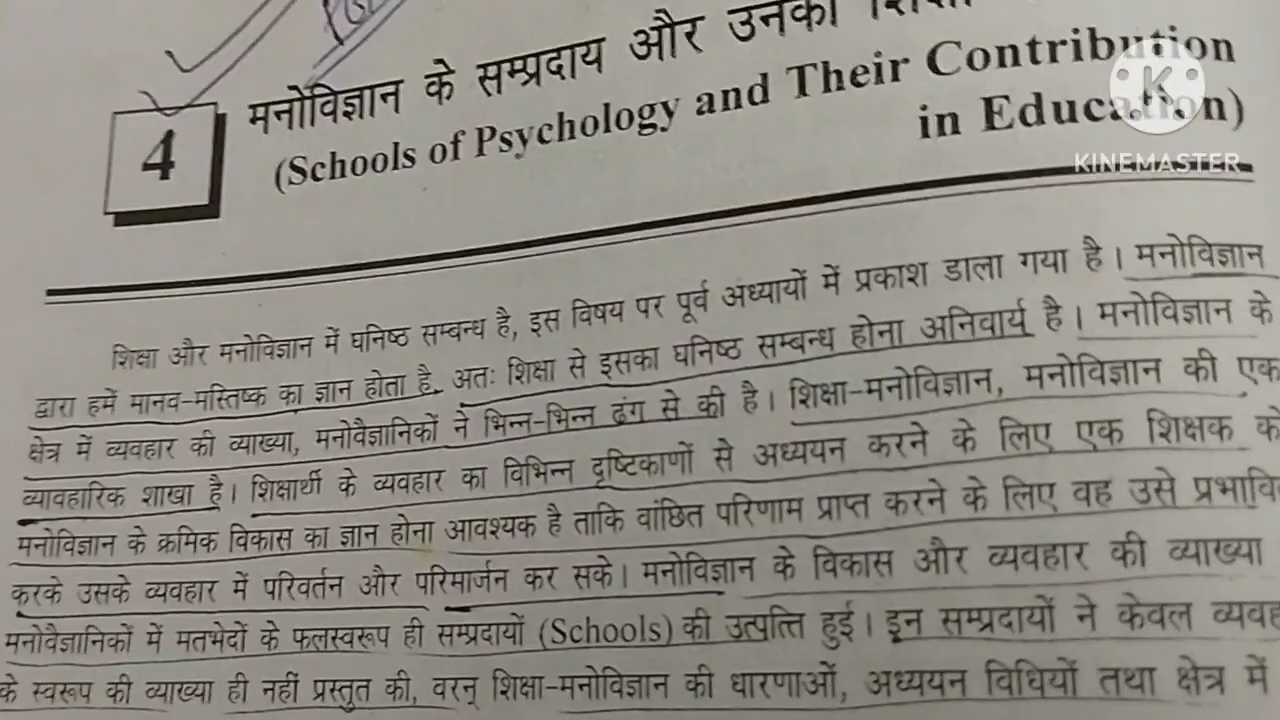 4
मनोविज्ञान के सम्प्रदाय और उनका
(Schools of Psychology and Their Contribution
in Education)
KINEMASTER
शिक्षा और मनोविज्ञान में घनिष्ठ सम्बन्ध है, इस विषय पर पूर्व अध्यायों में प्रकाश डाला गया है। मनोविज्ञान
द्वारा हमें मानव-मस्तिष्क का ज्ञान होता है, अतः शिक्षा से इसका घनिष्ठ सम्बन्ध होना अनिवार्य है। मनोविज्ञान के
क्षेत्र में व्यवहार की व्याख्या, मनोवैज्ञानिकों ने भिन्न-भिन्न ढंग से की है। शिक्षा-मनोविज्ञान, मनोविज्ञान की एक
व्यावहारिक शाखा है। शिक्षार्थी के व्यवहार का विभिन्न दृष्टिकाणों से अध्ययन करने के लिए एक शिक्षक को
मनोविज्ञान के क्रमिक विकास का ज्ञान होना आवश्यक है ताकि वांछित परिणाम प्राप्त करने के लिए वह उसे
करके उसके व्यवहार में परिवर्तन और परिमार्जन कर सके। मनोविज्ञान के विकास और व्यवहार की व्याख्या
मनोवैज्ञानिकों में मतभेदों के फलस्वरूप ही सम्प्रदायों (Schools) की उत्पत्ति हुई। इन सम्प्रदायों ने केवल
के स्वरूप की व्याख्या ही नहीं प्रस्तुत की, वरन् शिक्षा-मनोविज्ञान की धारणाओं, अध्ययन विधियों तथा क्षेत्र में